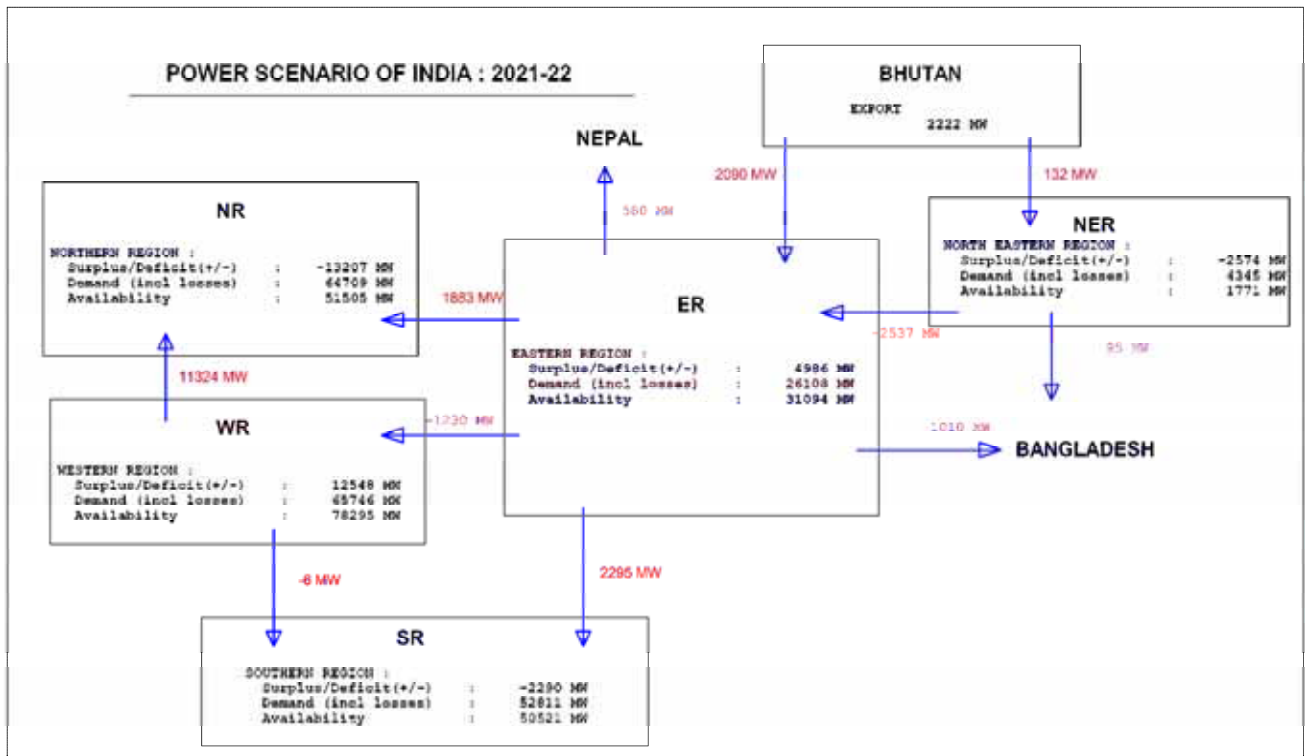 POWER SCENARIO OF INDIA : 2021-22
BHUTAN
EXPORT
2222 MW
NEPAL
2090 MW
132 MW
580 MW
NR
NORTHERN REGION :
Surplus/Deficit(+/-) : -13207 MW
Demand (incl losses) : 64709 MW
Availability : 51505 MW
NER
NORTH EASTERN REGION :
Surplus/Deficit(+/-) : -2574 MW
Demand (incl losses) : 4345 MW
Availability : 1771 MW
1883 MW
ER
EASTERN REGION :
Surplus/Deficit(+/-) : 4986 MW
Demand (incl losses) : 26108 MW
Availability : 31094 MW
-2537 MW
95 MW
11324 MW
-1230 MW
1010 MW
BANGLADESH
WR
WESTERN REGION :
Surplus/Deficit(+/-) : 12548 MW
Demand (incl losses) : 65746 MW
Availability : 78295 MW
-6 MW
2295 MW
SR
SOUTHERN REGION :
Surplus/Deficit(+/-) : -2290 MW
Demand (incl losses) : 52811 MW
Availability : 50521 MW